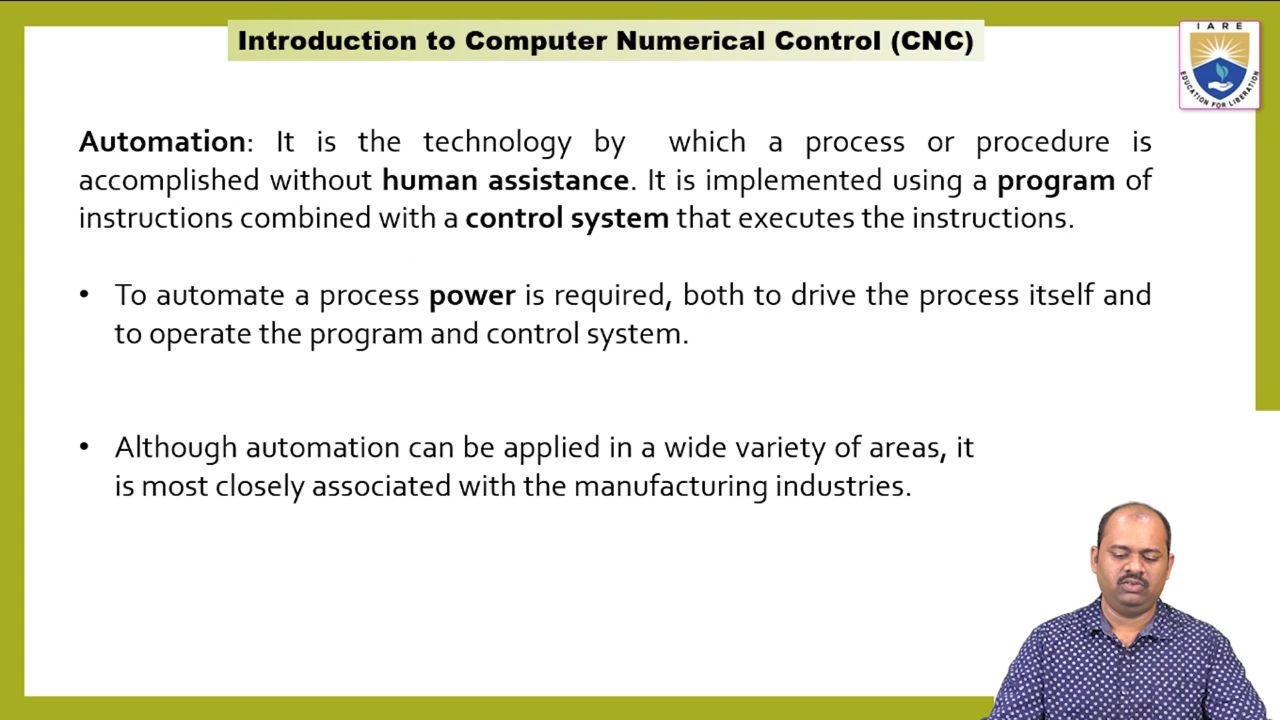 Introduction to Computer Numerical Control (CNC)
IARE
EDUCATION FOR LIBERATION
Automation: It is the technology by which a process or procedure is
accomplished without human assistance. It is implemented using a program of
instructions combined with a control system that executes the instructions.
• To automate a process power is required, both to drive the process itself and
to operate the program and control system.
• Although automation can be applied in a wide variety of areas, it
is most closely associated with the manufacturing industries.